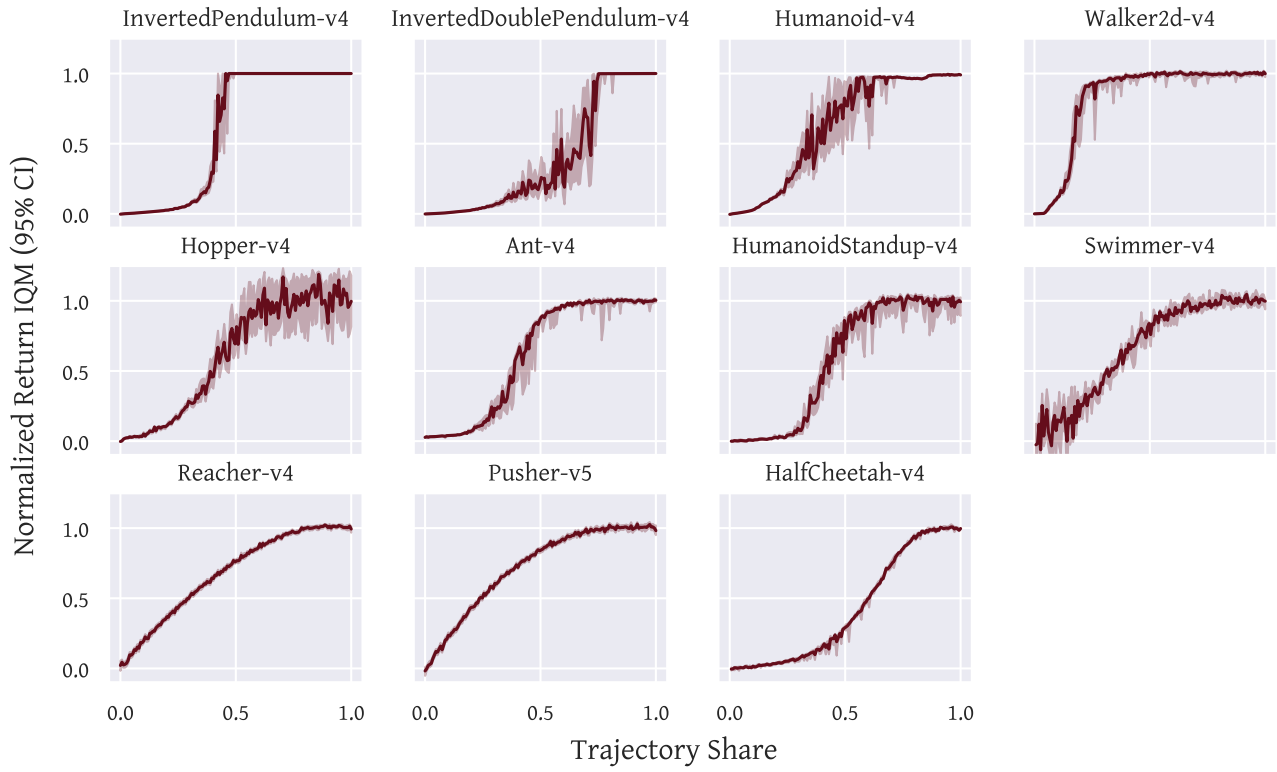 InvertedPendulum-v4 InvertedDoublePendulum-v4 Humanoid-v4 Walker2d-v4
1.0
0.5
0.0
Hopper-v4 Ant-v4 HumanoidStandup-v4 Swimmer-v4
1.0
0.5
0.0
Reacher-v4 Pusher-v5 HalfCheetah-v4
1.0
0.5
0.0
0.0 0.5 1.0 0.0 0.5 1.0 0.0 0.5 1.0
Trajectory Share
Normalized Return IQM (95% CI)